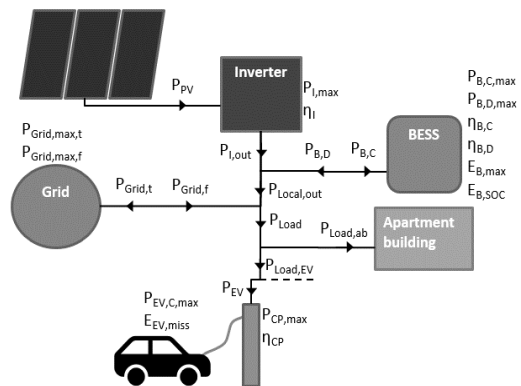 P_PV
Inverter
P_I,max
η_I
P_B,C,max
P_B,D,max
η_B,C
η_B,D
E_B,max
E_B,SOC
BESS
P_Grid,max,t
P_Grid,max,f
P_I,out
P_B,D
P_B,C
Grid
P_Grid,t
P_Grid,f
P_Local,out
P_Load
P_Load,ab
Apartment
building
P_Load,EV
P_EV
P_EV,C,max
E_EV,miss
P_CP,max
η_CP